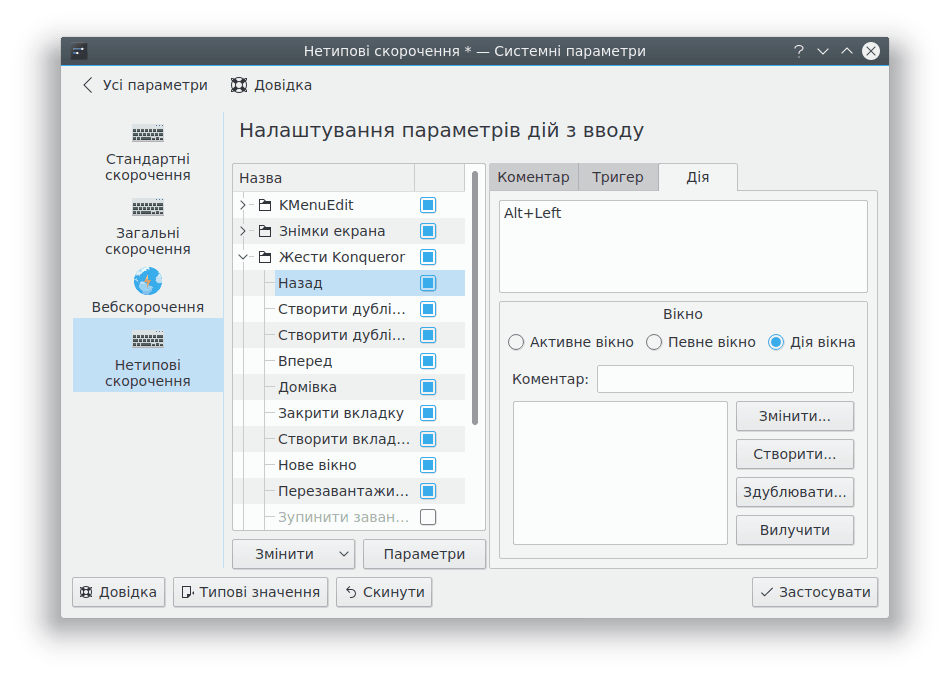 Нетипові скорочення * — Системні параметри
Усі параметри
Довідка
Стандартні
скорочення
Загальні
скорочення
Вебскорочення
Нетипові
скорочення
Налаштування параметрів дій з вводу
Назва
KMenuEdit
Знімки екрана
Жести Konqueror
Назад
Створити дублі...
Створити дублі...
Вперед
Домівка
Закрити вкладку
Створити вклад...
Нове вікно
Перезавантажи...
Зупинити заван...
Змінити
Параметри
Коментар
Тригер
Дія
Alt+Left
Вікно
Активне вікно
Певне вікно
Дія вікна
Коментар:
Змінити...
Створити...
Здублювати...
Вилучити
Довідка
Типові значення
Скинути
Застосувати